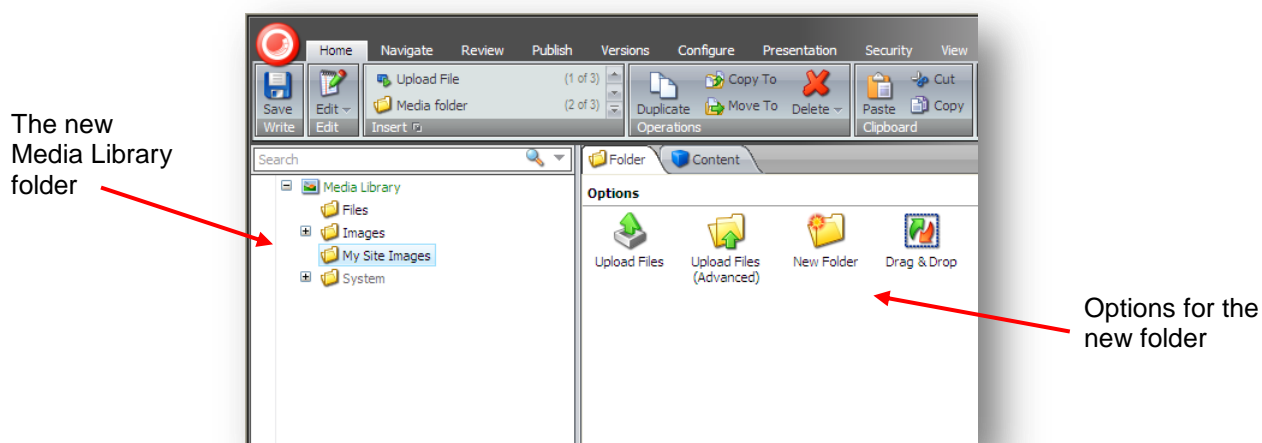 Home Navigate Review Publish Versions Configure Presentation Security View
Save
Write
Edit
Edit
Upload File (1 of 3)
Media folder (2 of 3)
Insert
Duplicate
Copy To
Move To
Delete
Operations
Paste
Cut
Copy
Clipboard
The new
Media Library
folder
Search
Media Library
Files
Images
My Site Images
System
Folder Content
Options
Upload Files
Upload Files
(Advanced)
New Folder
Drag & Drop
Options for the
new folder